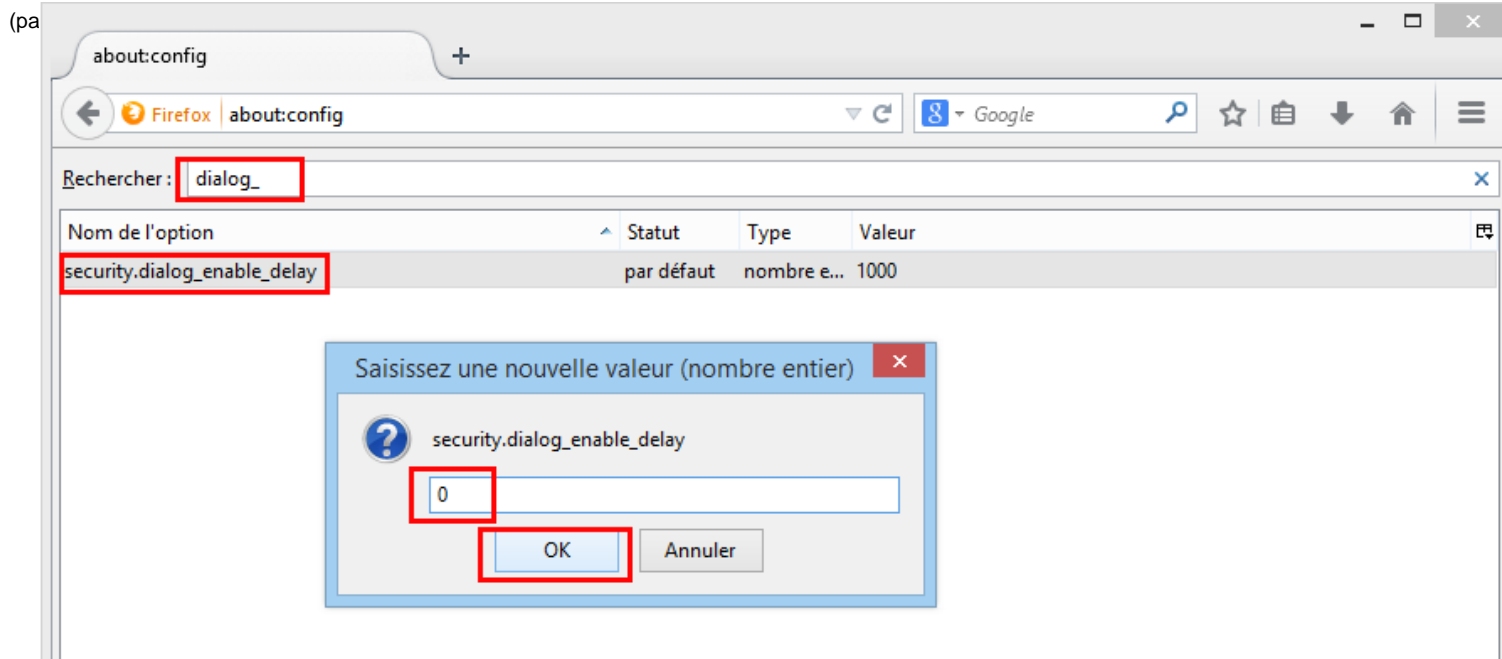 (pa
about:config
Firefox about:config
Google
Rechercher : dialog_
Nom de l'option Statut Type Valeur
security.dialog_enable_delay par défaut nombre e... 1000
Saisissez une nouvelle valeur (nombre entier)
security.dialog_enable_delay
0
OK Annuler